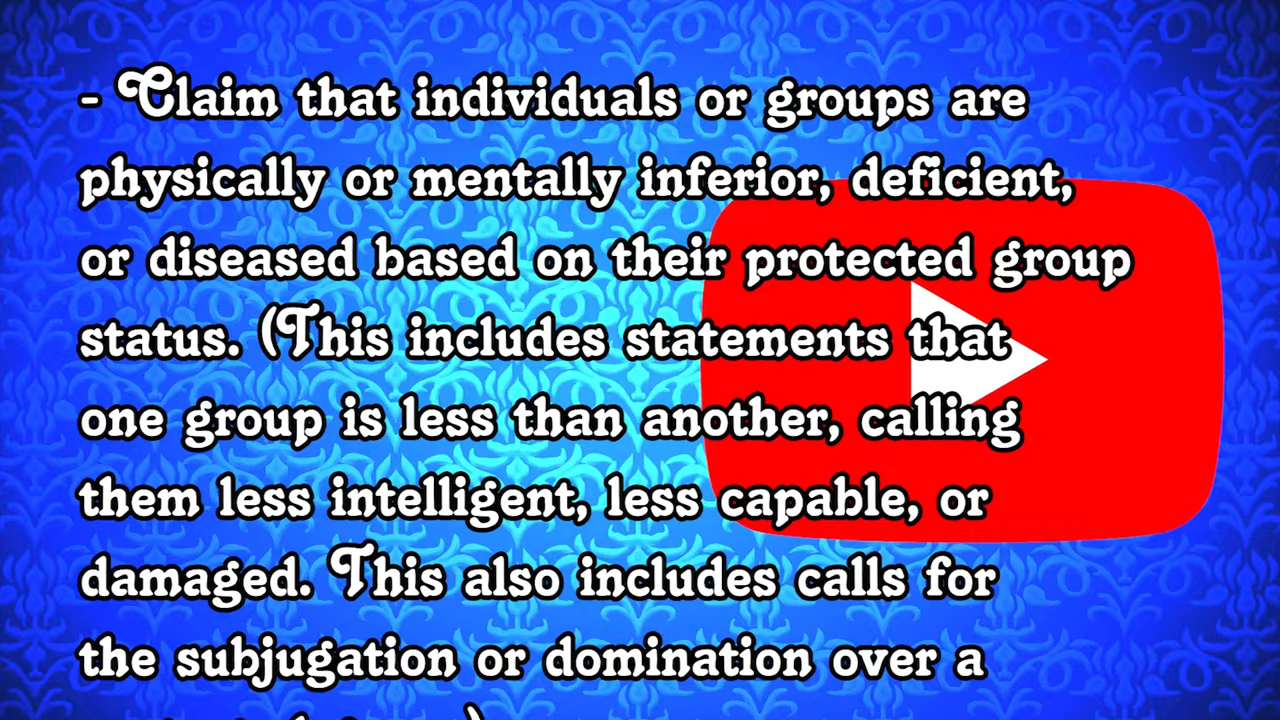 - Claim that individuals or groups are
physically or mentally inferior, deficient,
or diseased based on their protected group
status. (This includes statements that
one group is less than another, calling
them less intelligent, less capable, or
damaged. This also includes calls for
the subjugation or domination over a